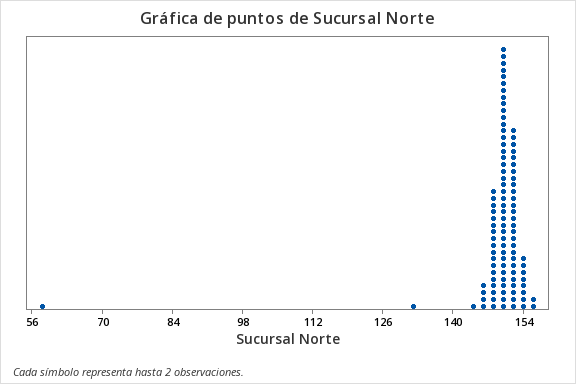 Gráfica de puntos de Sucursal Norte
56 70 84 98 112 126 140 154
Sucursal Norte
Cada símbolo representa hasta 2 observaciones.